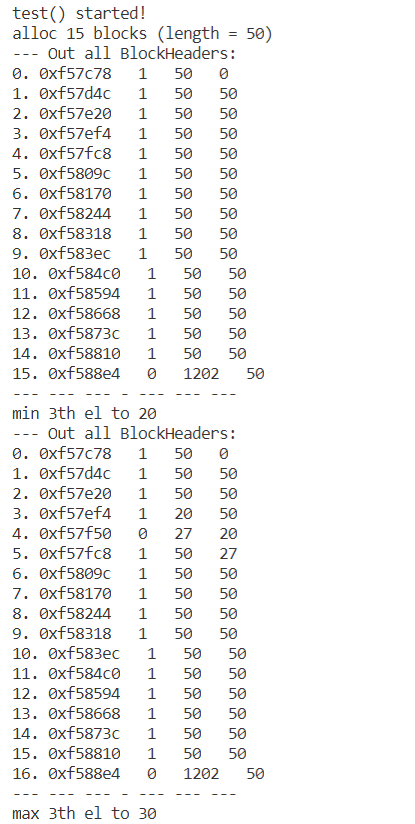 test() started!
alloc 15 blocks (length = 50)
--- Out all BlockHeaders:
0. 0xf57c78   1   50   0
1. 0xf57d4c   1   50   50
2. 0xf57e20   1   50   50
3. 0xf57ef4   1   50   50
4. 0xf57fc8   1   50   50
5. 0xf5809c   1   50   50
6. 0xf58170   1   50   50
7. 0xf58244   1   50   50
8. 0xf58318   1   50   50
9. 0xf583ec   1   50   50
10. 0xf584c0   1   50   50
11. 0xf58594   1   50   50
12. 0xf58668   1   50   50
13. 0xf5873c   1   50   50
14. 0xf58810   1   50   50
15. 0xf588e4   0   1202   50
--- --- --- - --- --- ---
min 3th el to 20
--- Out all BlockHeaders:
0. 0xf57c78   1   50   0
1. 0xf57d4c   1   50   50
2. 0xf57e20   1   50   50
3. 0xf57ef4   1   20   50
4. 0xf57f50   0   27   20
5. 0xf57fc8   1   50   27
6. 0xf5809c   1   50   50
7. 0xf58170   1   50   50
8. 0xf58244   1   50   50
9. 0xf58318   1   50   50
10. 0xf583ec   1   50   50
11. 0xf584c0   1   50   50
12. 0xf58594   1   50   50
13. 0xf58668   1   50   50
14. 0xf5873c   1   50   50
15. 0xf58810   1   50   50
16. 0xf588e4   0   1202   50
--- --- --- - --- --- ---
max 3th el to 30